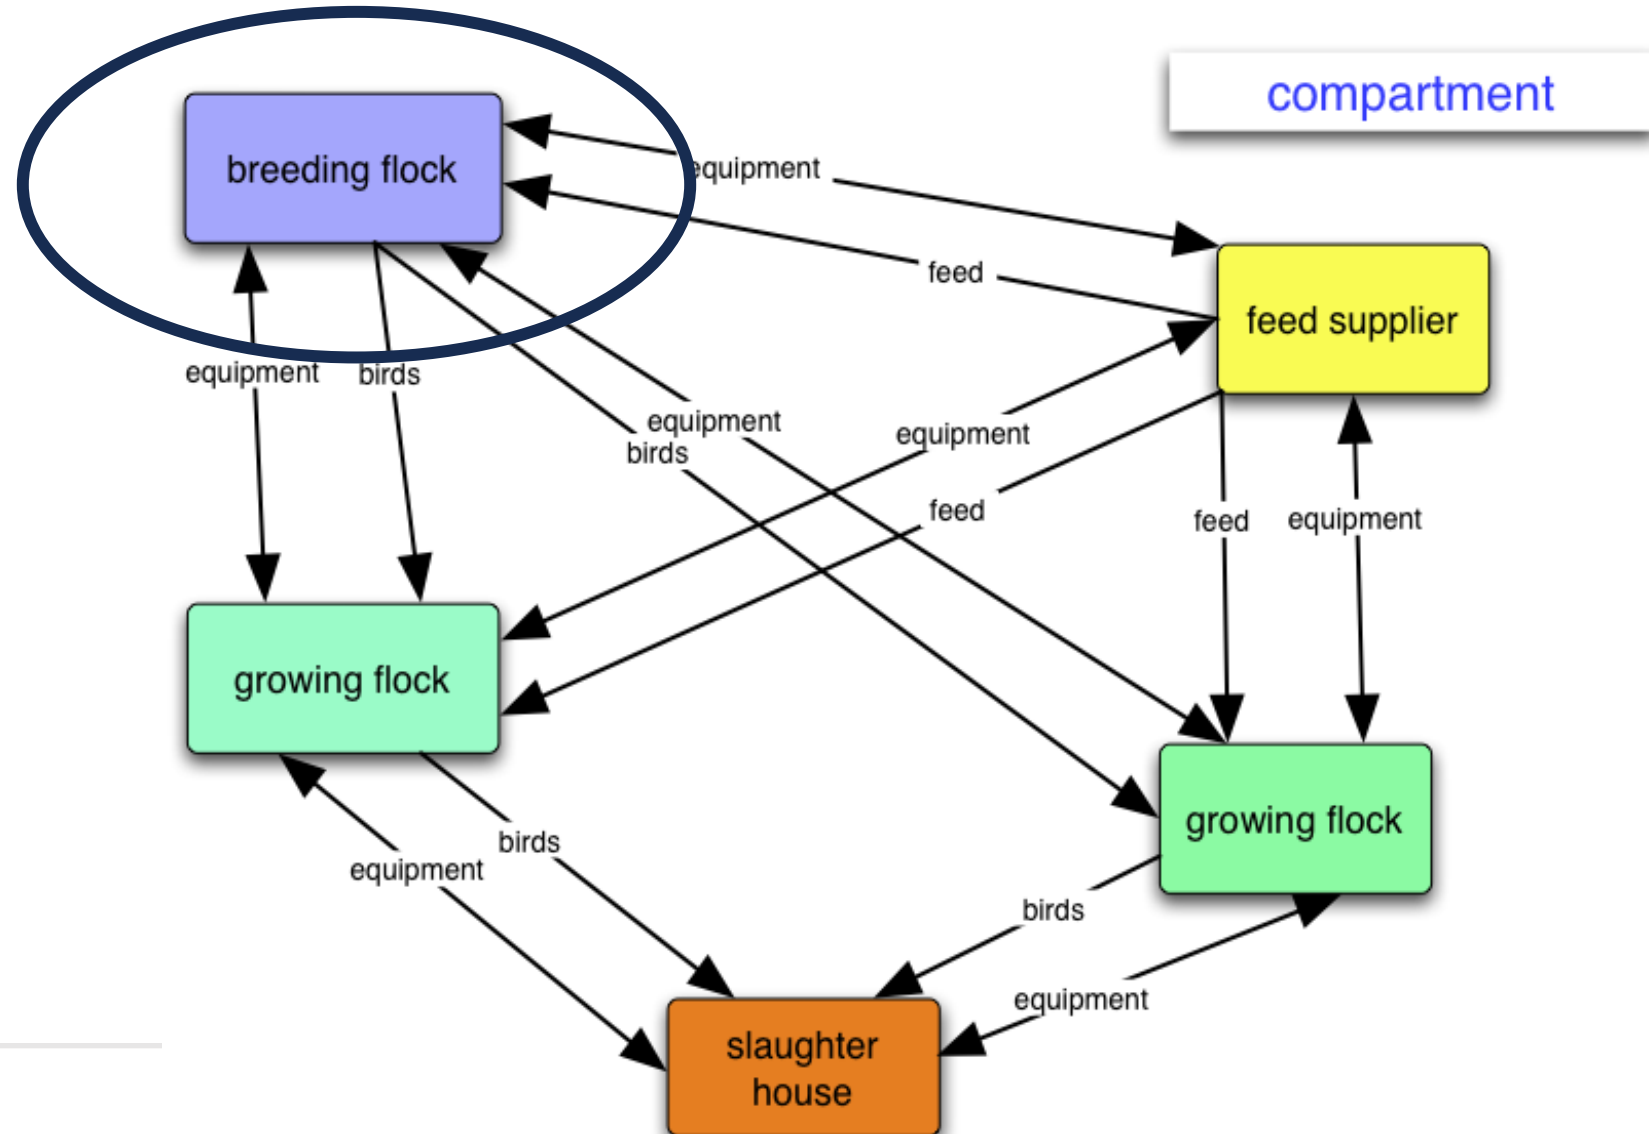 compartment
breeding flock
equipment
feed
feed supplier
equipment
birds
equipment
birds
equipment
feed
feed
equipment
growing flock
growing flock
birds
equipment
birds
equipment
slaughter
house